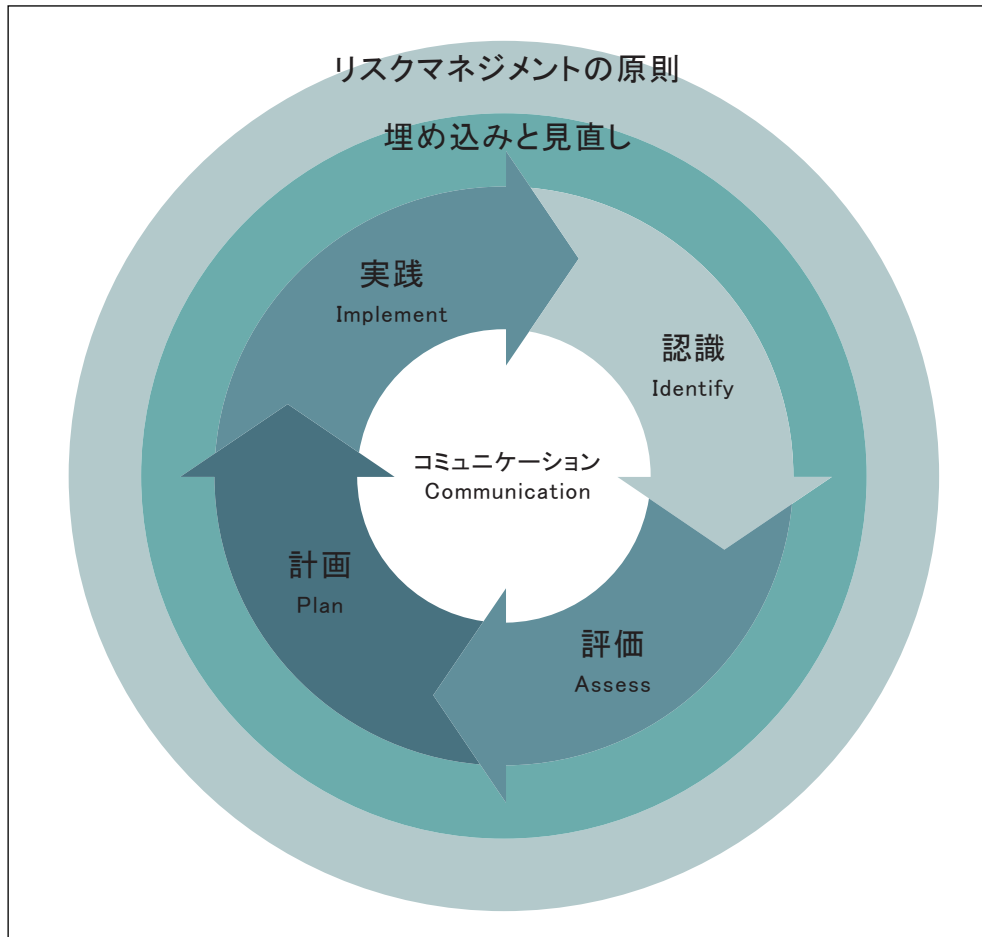 リスクマネジメントの原則
埋め込みと見直し
実践
Implement
認識
Identify
コミュニケーション
Communication
計画
Plan
評価
Assess